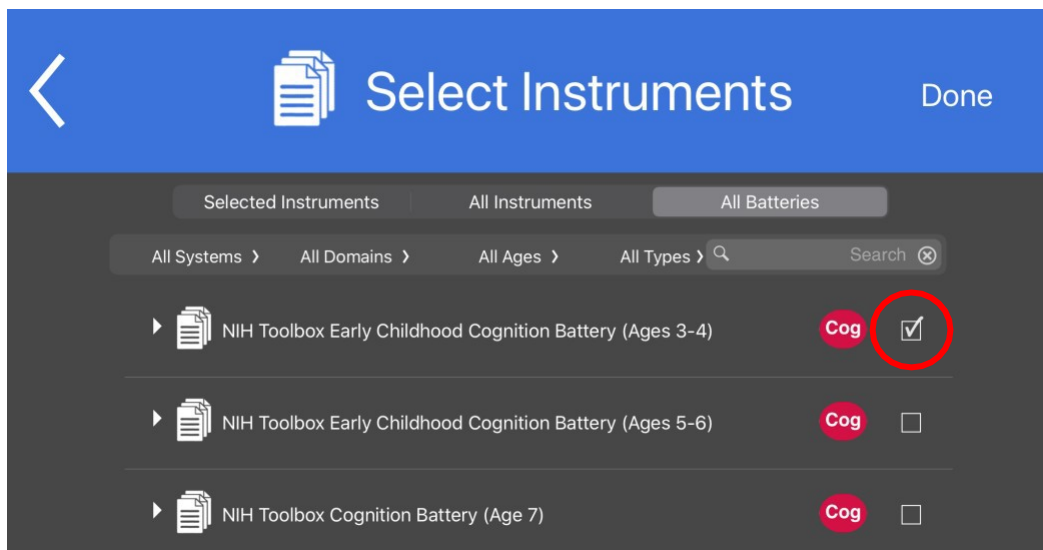 Select Instruments
Done
Selected Instruments All Instruments All Batteries
All Systems All Domains All Ages All Types Search
NIH Toolbox Early Childhood Cognition Battery (Ages 3-4) Cog
NIH Toolbox Early Childhood Cognition Battery (Ages 5-6) Cog
NIH Toolbox Cognition Battery (Age 7) Cog